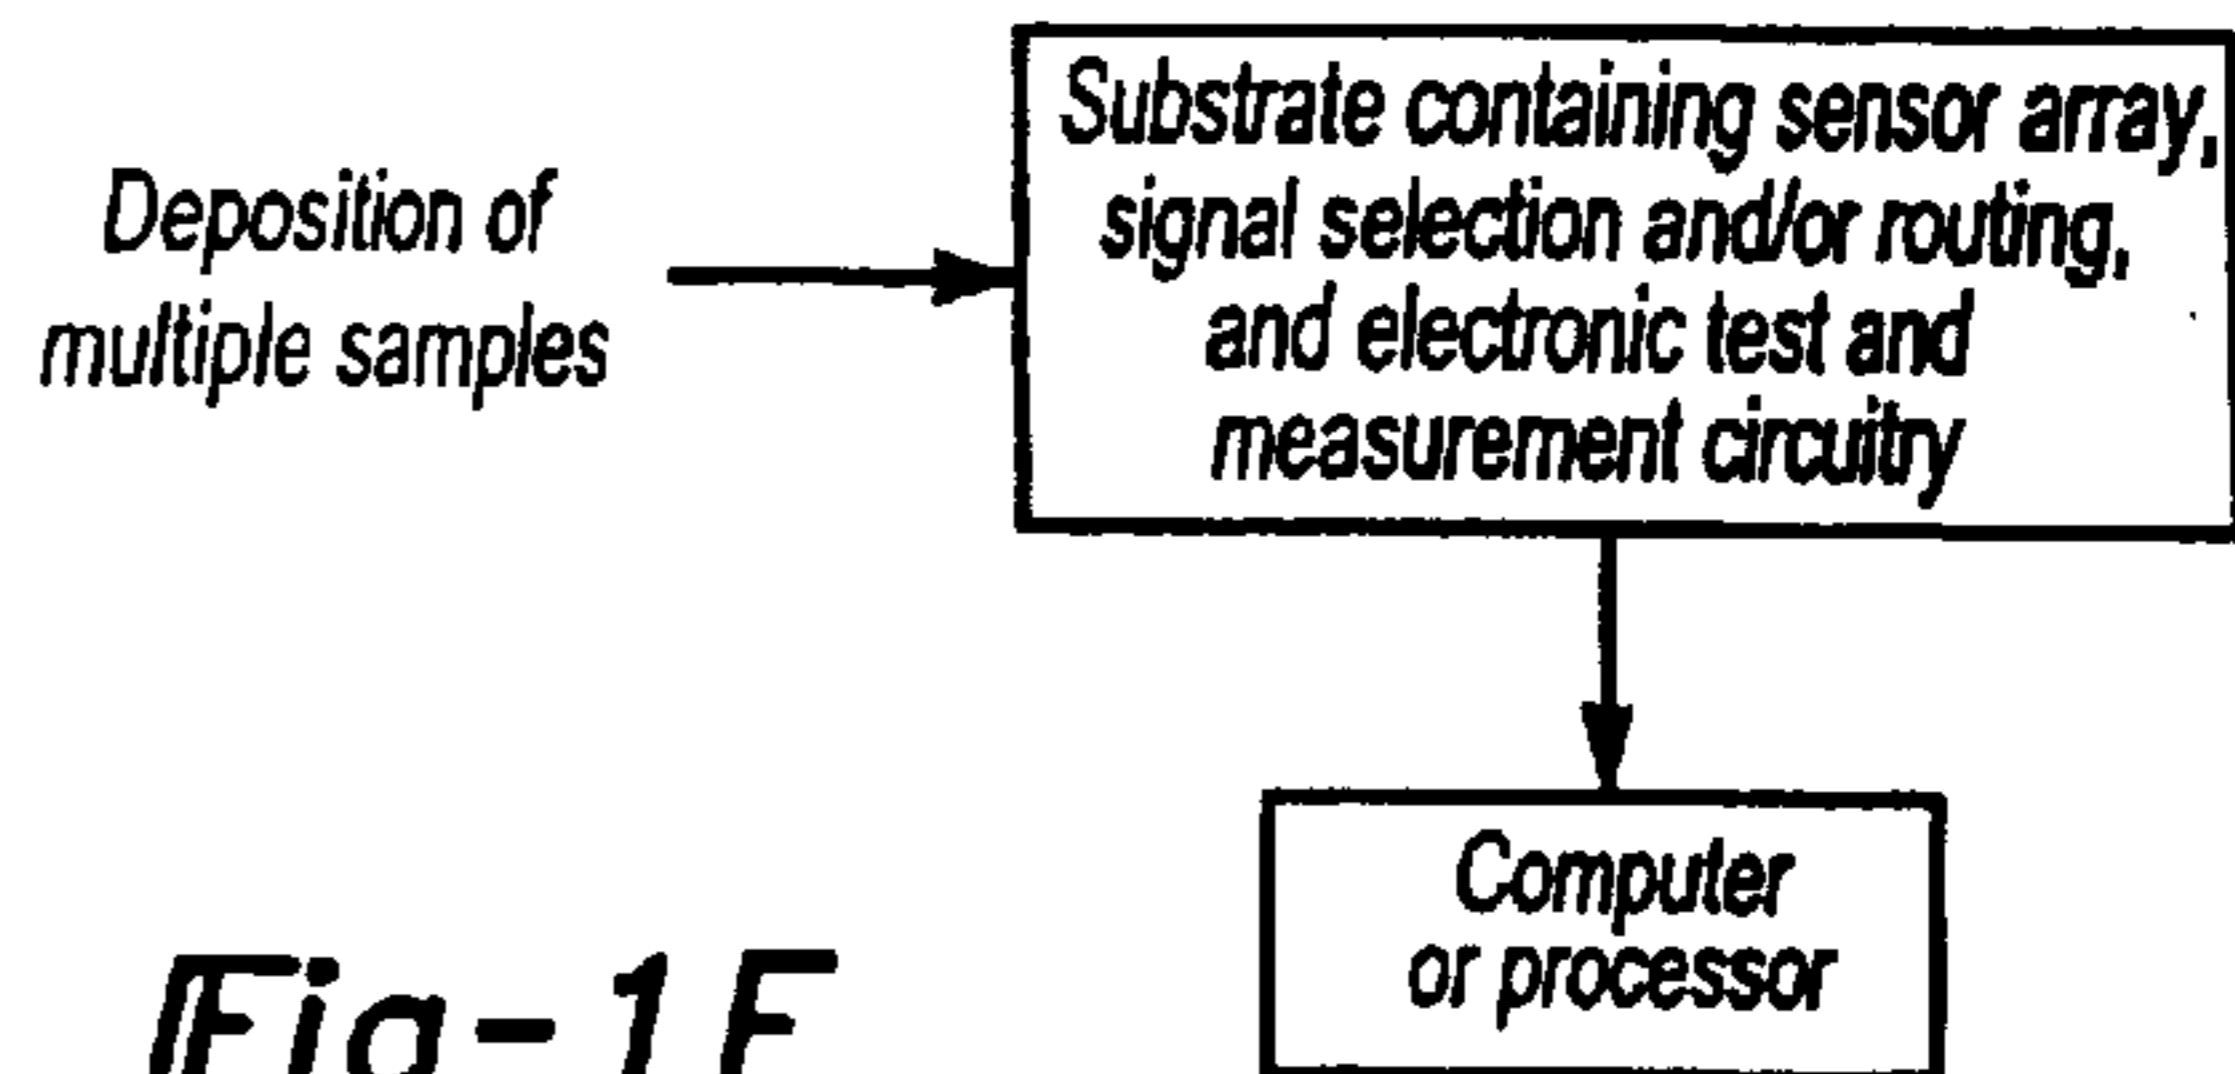 Deposition of
multiple samples
Substrate containing sensor array,
signal selection and/or routing,
and electronic test and
measurement circuitry
Computer
or processor
Fig-1